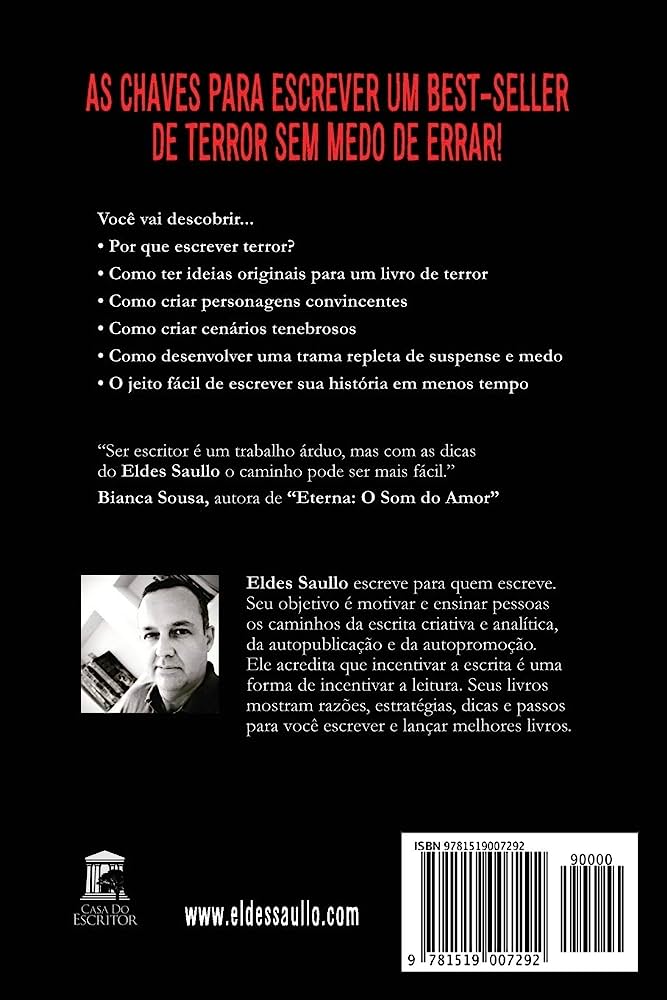 AS CHAVES PARA ESCREVER UM BEST-SELLER
DE TERROR SEM MEDO DE ERRAR!
Você vai descobrir...
• Por que escrever terror?
• Como ter ideias originais para um livro de terror
• Como criar personagens convincentes
• Como criar cenários tenebrosos
• Como desenvolver uma trama repleta de suspense e medo
• O jeito fácil de escrever sua história em menos tempo
“Ser escritor é um trabalho árduo, mas com as dicas
do Eldes Saullo o caminho pode ser mais fácil.”
Bianca Sousa, autora de “Eterna: O Som do Amor”
Eldes Saullo escreve para quem escreve.
Seu objetivo é motivar e ensinar pessoas
os caminhos da escrita criativa e analítica,
da autopublicação e da autopromoção.
Ele acredita que incentivar a escrita é uma
forma de incentivar a leitura. Seus livros
mostram razões, estratégias, dicas e passos
para você escrever e lançar melhores livros.
CASA DO
ESCRITOR
www.eldessaullo.com
ISBN 9781519007292
90000
9 781519 007292